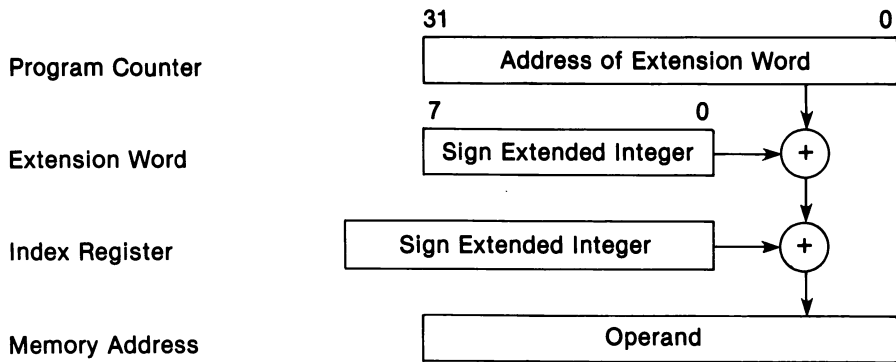 31 0
Program Counter Address of Extension Word
7 0
Extension Word Sign Extended Integer +
Index Register Sign Extended Integer +
Memory Address Operand